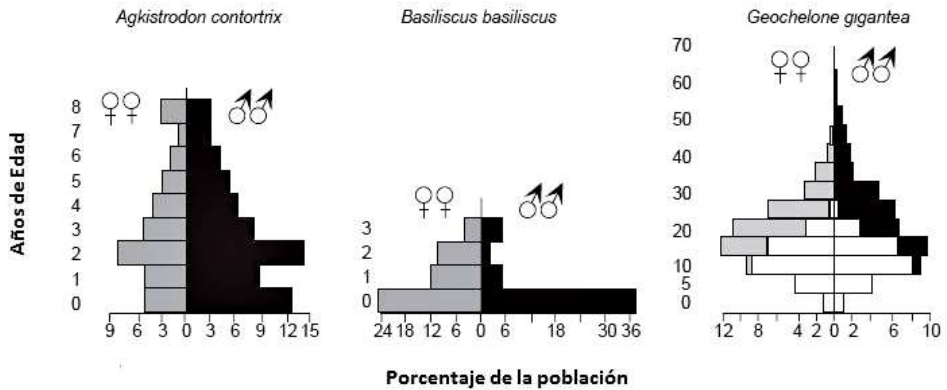 Agkistrodon contortrix
Basiliscus basiliscus
Geochelone gigantea
Años de Edad
8
7
6
5
4
3
2
1
0
9 6 3 0 3 6 9 12 15
3
2
1
0
24 18 12 6 0 6 30 36
70
60
50
40
30
20
10
5
0
12 8 4 2 0 2 6 10
Porcentaje de la población